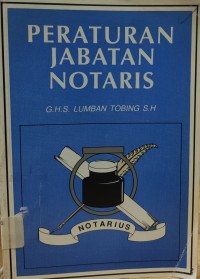 PERATURAN
JABATAN
NOTARIS
G.H.S. LUMBAN TOBING S.H
NOTARIUS